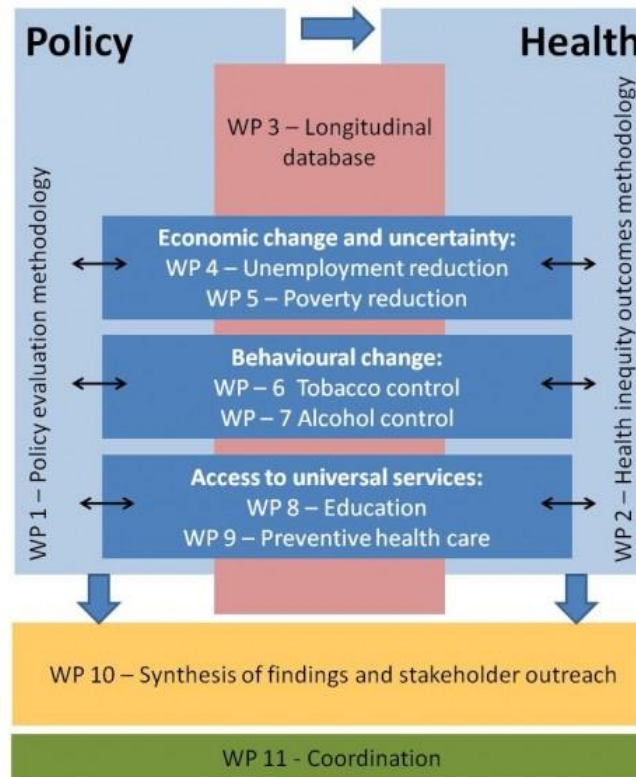 Policy
Health
WP 3 – Longitudinal
database
WP 1 – Policy evaluation methodology
WP 2 – Health inequity outcomes methodology
Economic change and uncertainty:
WP 4 – Unemployment reduction
WP 5 – Poverty reduction
Behavioural change:
WP – 6 Tobacco control
WP – 7 Alcohol control
Access to universal services:
WP 8 – Education
WP 9 – Preventive health care
WP 10 – Synthesis of findings and stakeholder outreach
WP 11 - Coordination